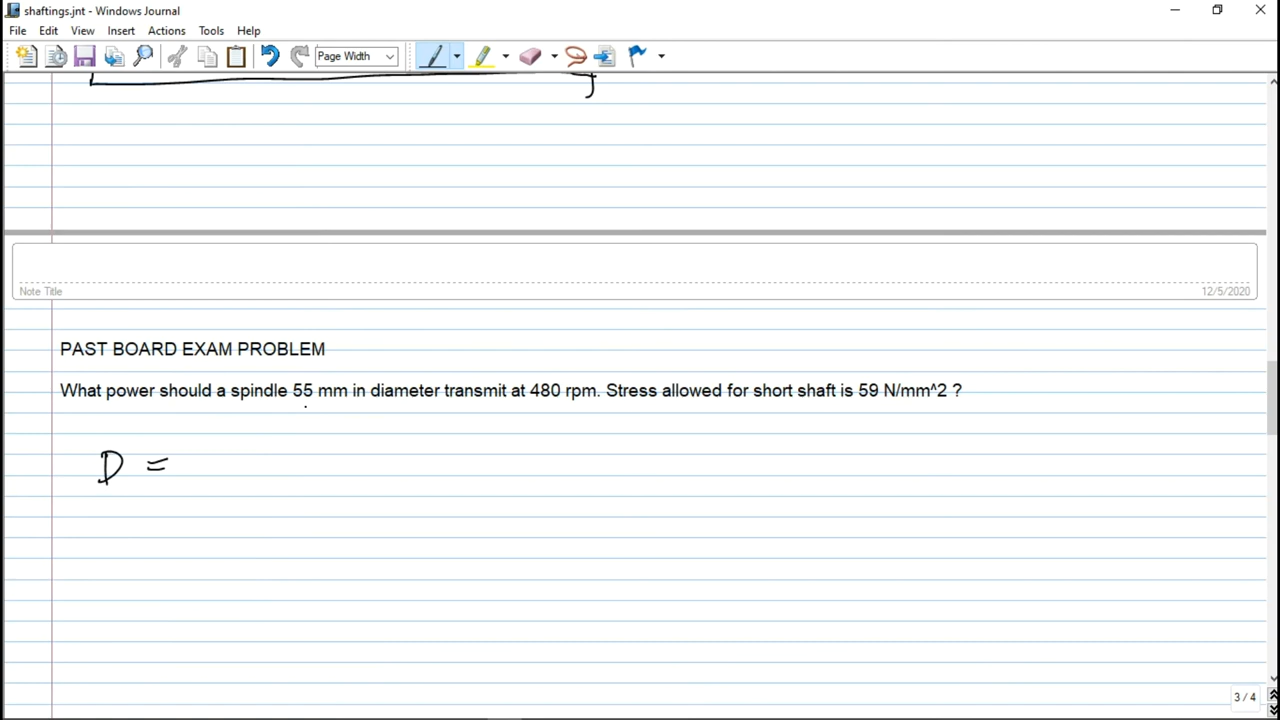 shaftings.jnt - Windows Journal
File Edit View Insert Actions Tools Help
Page Width
Note Title
12/5/2020
PAST BOARD EXAM PROBLEM
What power should a spindle 55 mm in diameter transmit at 480 rpm. Stress allowed for short shaft is 59 N/mm^2 ?
D =
3 / 4